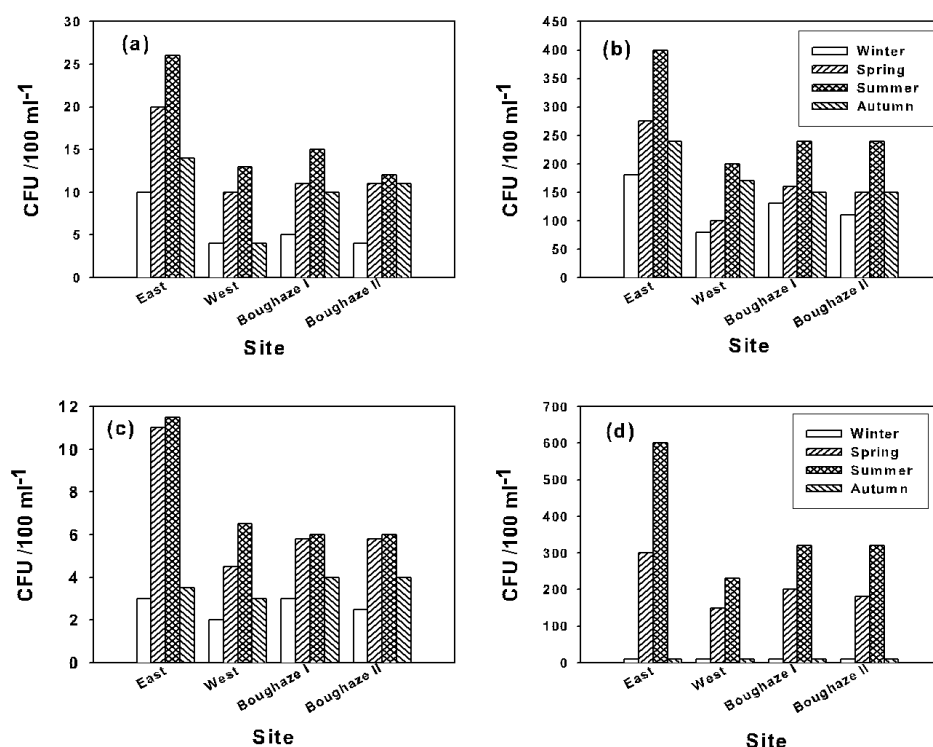 (a)
30
25
20
15
10
5
0
CFU /100 ml⁻¹
East
West
Boughaze I
Boughaze II
Site
(b)
450
400
350
300
250
200
150
100
50
0
CFU /100 ml⁻¹
Winter
Spring
Summer
Autumn
East
West
Boughaze I
Boughaze II
Site
(c)
12
10
8
6
4
2
0
CFU /100 ml⁻¹
East
West
Boughaze I
Boughaze II
Site
(d)
700
600
500
400
300
200
100
0
CFU /100 ml⁻¹
Winter
Spring
Summer
Autumn
East
West
Boughaze I
Boughaze II
Site